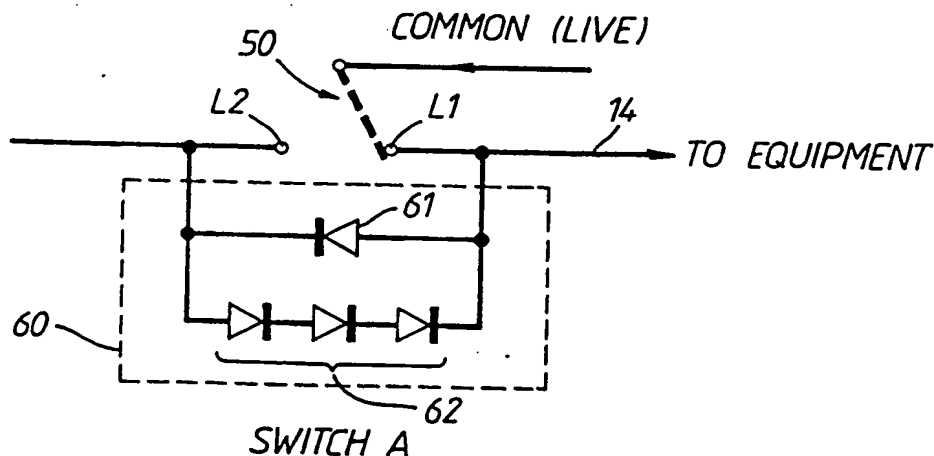 COMMON (LIVE)
50
L2
L1
14
TO EQUIPMENT
61
60
62
SWITCH A